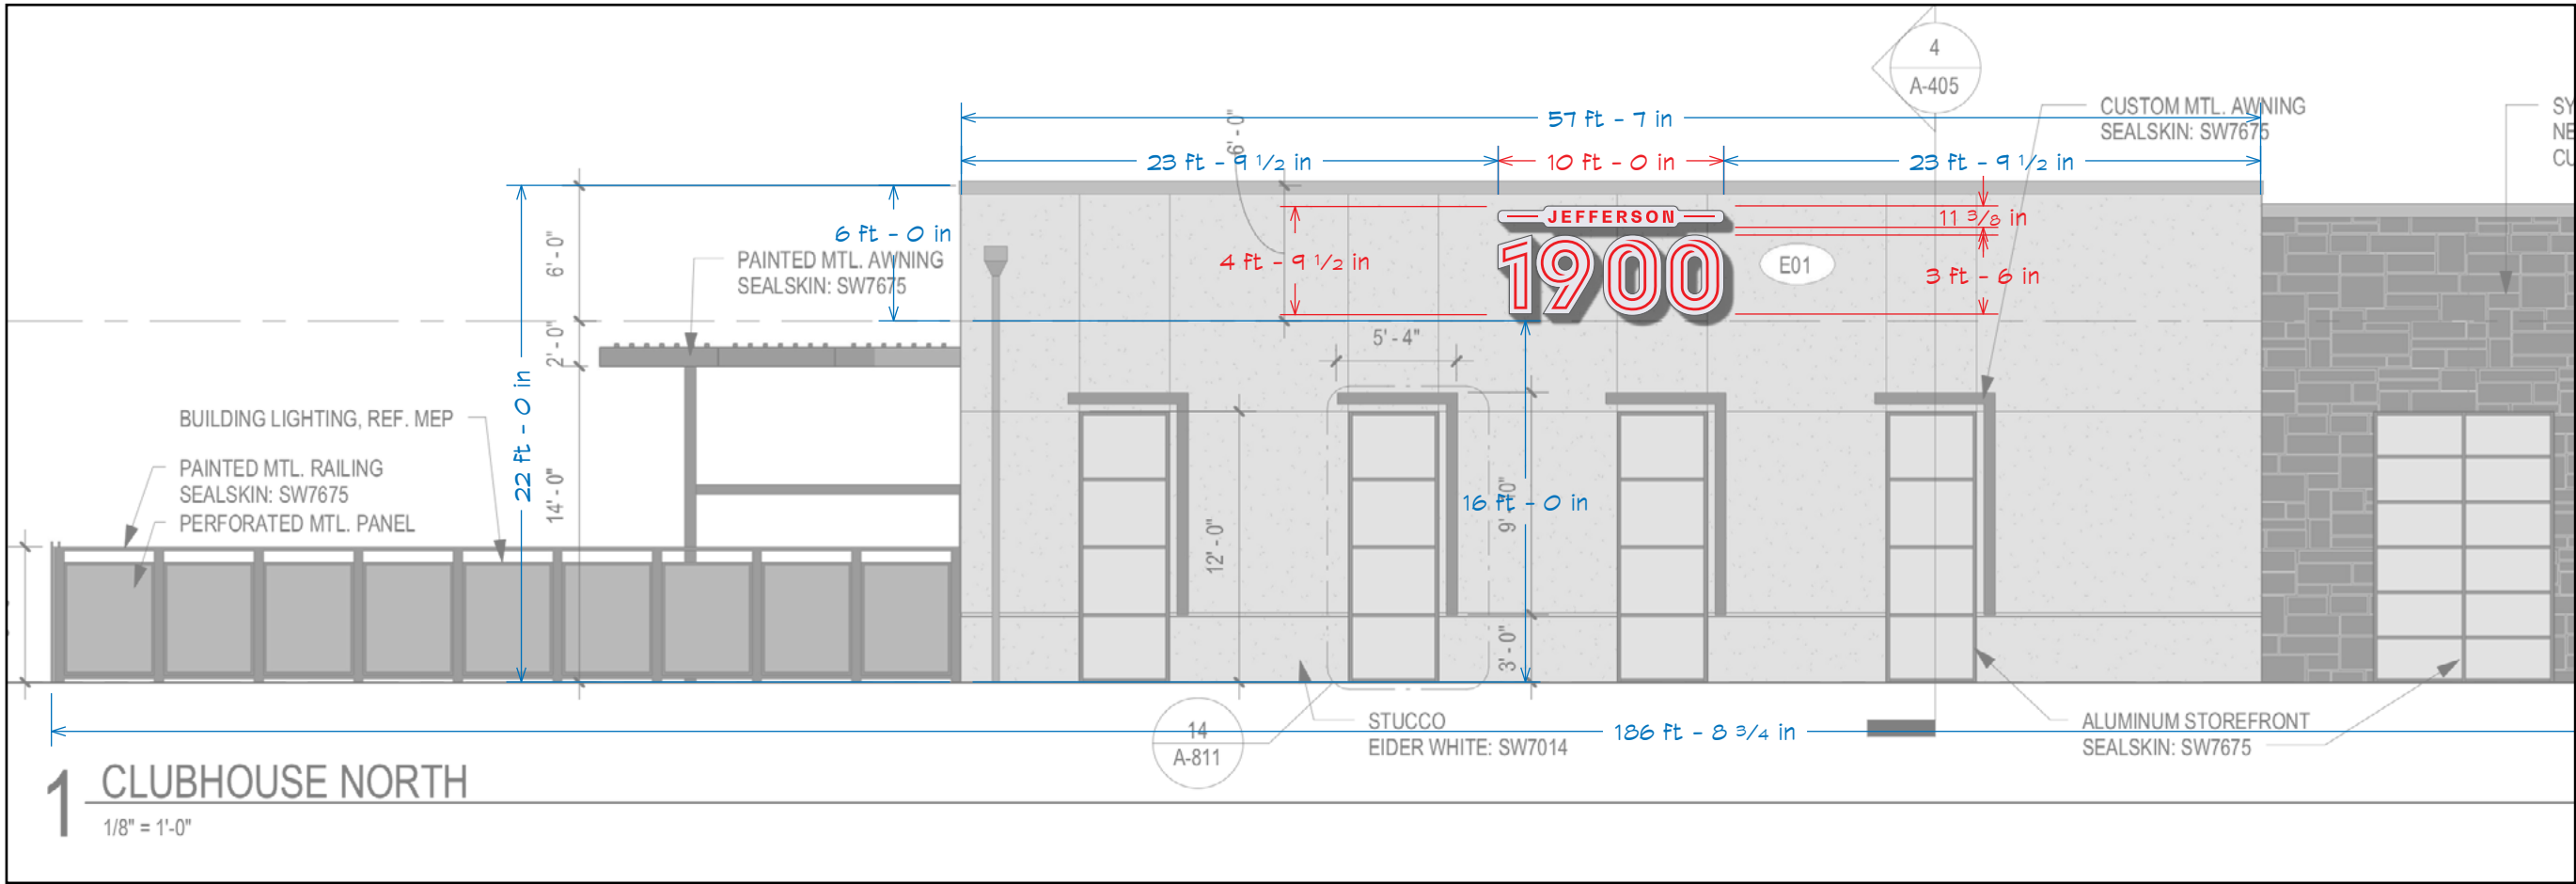 4
A-405
CUSTOM MTL. AWNING
SEALSKIN: SW7675
57 ft - 7 in
6' - 0"
23 ft - 9 1/2 in
10 ft - 0 in
23 ft - 9 1/2 in
JEFFERSON
1900
11 3/8 in
6 ft - 0 in
6' - 0"
PAINTED MTL. AWNING
SEALSKIN: SW7675
4 ft - 9 1/2 in
E01
3 ft - 6 in
2' - 0"
5' - 4"
22 ft - 0 in
BUILDING LIGHTING, REF. MEP
PAINTED MTL. RAILING
SEALSKIN: SW7675
PERFORATED MTL. PANEL
14' - 0"
16 ft - 0 in
12' - 0"
3' - 0"
14
A-811
STUCCO
EIDER WHITE: SW7014
186 ft - 8 3/4 in
ALUMINUM STOREFRONT
SEALSKIN: SW7675
1 CLUBHOUSE NORTH
1/8" = 1'-0"